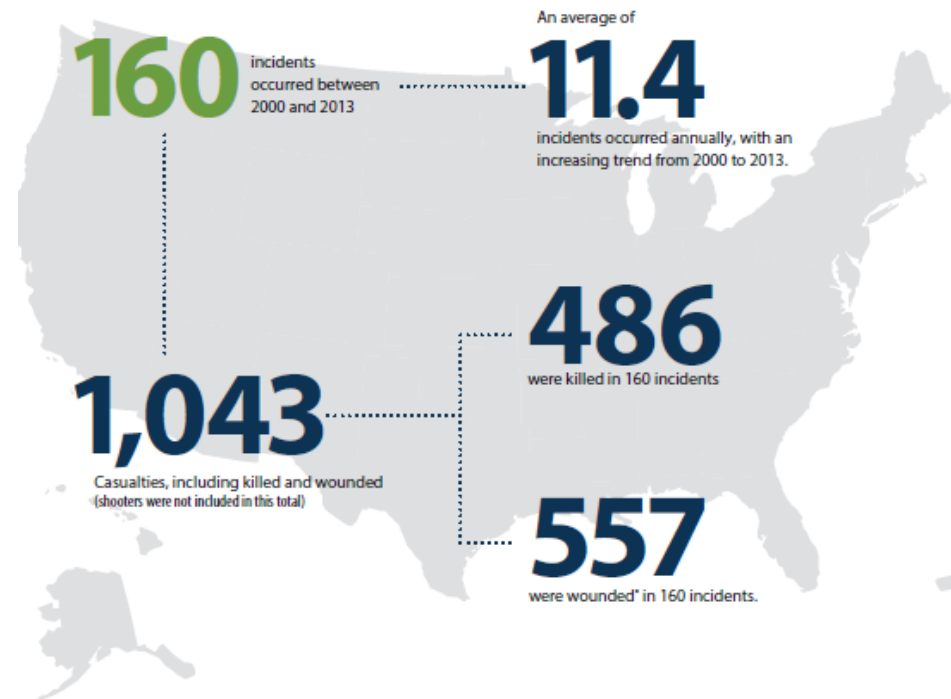 160
incidents
occurred between
2000 and 2013
An average of
11.4
incidents occurred annually, with an
increasing trend from 2000 to 2013.
1,043
Casualties, including killed and wounded
(shooters were not included in this total)
486
were killed in 160 incidents
557
were wounded* in 160 incidents.